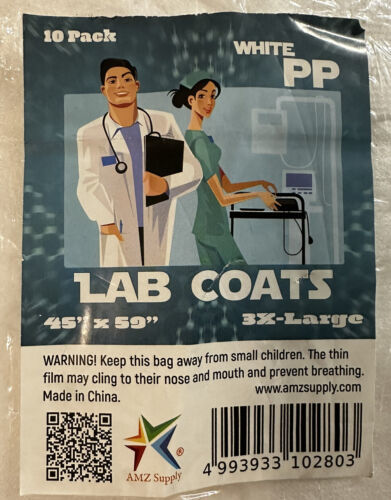 10 Pack
WHITE
PP
LAB COATS
45" x 59" 3X-Large
WARNING! Keep this bag away from small children. The thin
film may cling to their nose and mouth and prevent breathing.
Made in China. www.amzsupply.com
AMZ Supply ®
4 993933 102803